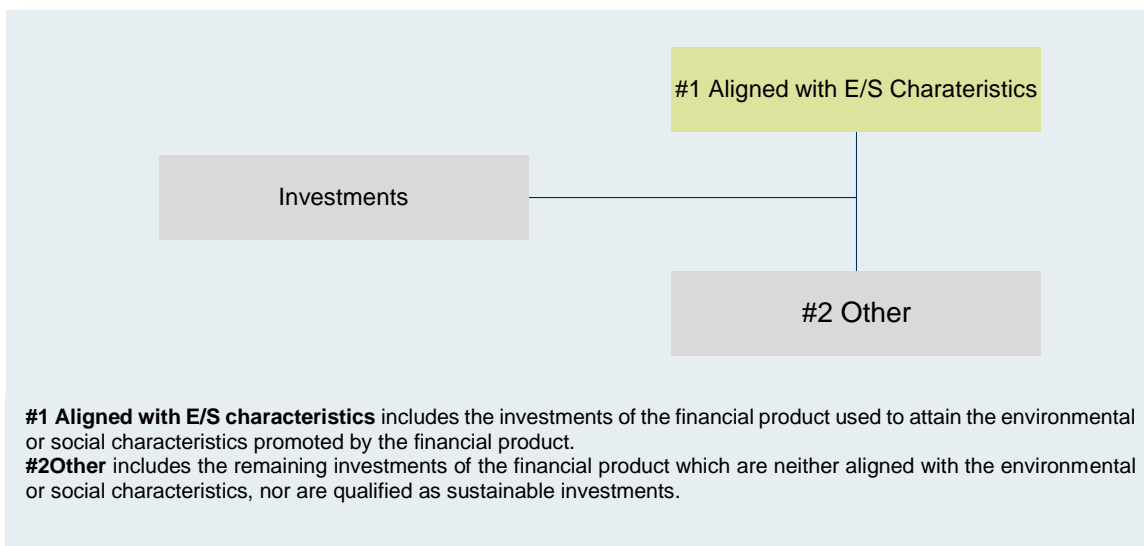 #1 Aligned with E/S Charateristics
Investments
#2 Other
#1 Aligned with E/S characteristics includes the investments of the financial product used to attain the environmental
or social characteristics promoted by the financial product.
#2Other includes the remaining investments of the financial product which are neither aligned with the environmental
or social characteristics, nor are qualified as sustainable investments.